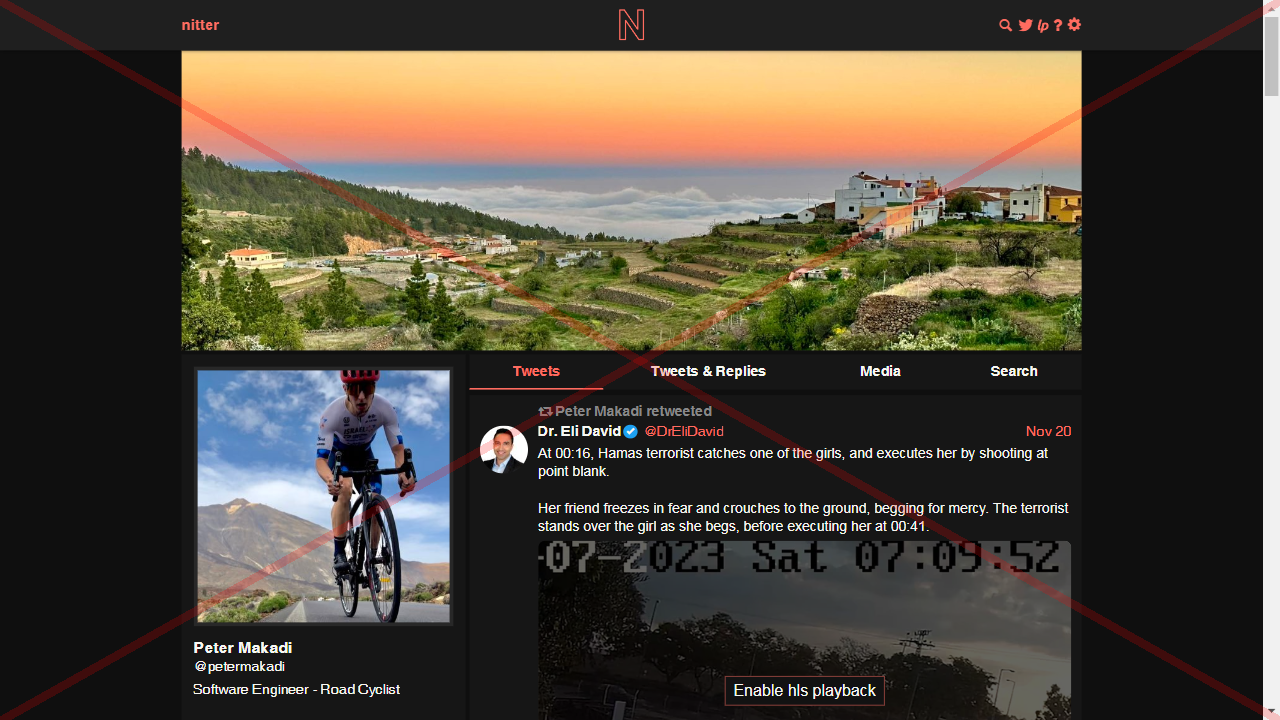 nitter
N
lp ?
Tweets
Tweets & Replies
Media
Search
Peter Makadi retweeted
Dr. Eli David @DrEliDavid Nov 20
At 00:16, Hamas terrorist catches one of the girls, and executes her by shooting at
point blank.
Her friend freezes in fear and crouches to the ground, begging for mercy. The terrorist
stands over the girl as she begs, before executing her at 00:41.
-07-2023 Sat 07:09:52
Enable hls playback
Peter Makadi
@petermakadi
Software Engineer - Road Cyclist